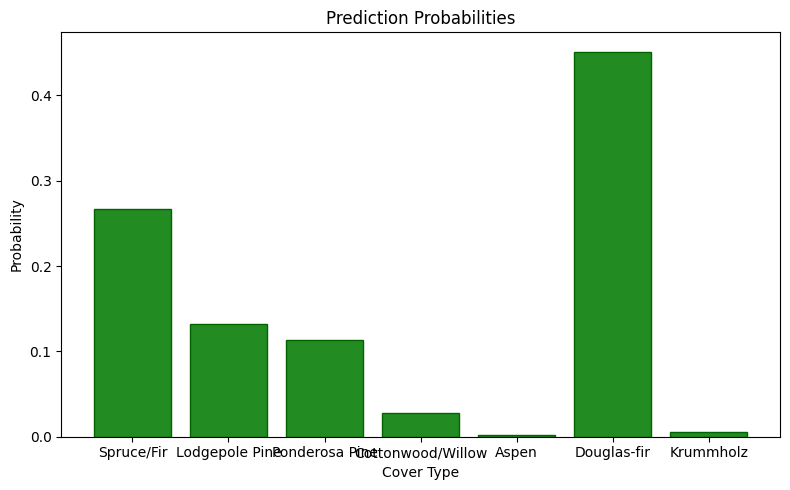 Prediction Probabilities
Probability
0.4
0.3
0.2
0.1
0.0
Spruce/Fir Lodgepole Pine Ponderosa Pine Cottonwood/Willow Aspen Douglas-fir Krummholz
Cover Type